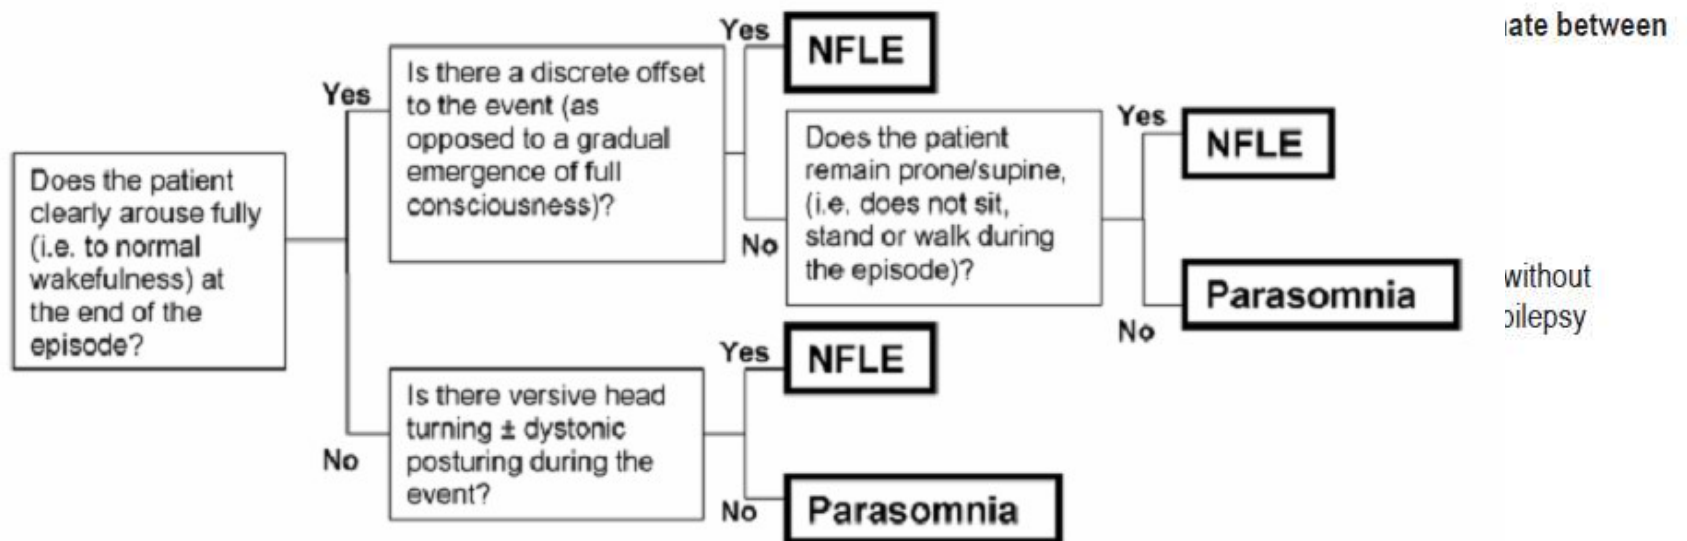 Does the patient
clearly arouse fully
(i.e. to normal
wakefulness) at
the end of the
episode?
Yes
No
Is there a discrete offset
to the event (as
opposed to a gradual
emergence of full
consciousness)?
Yes
No
NFLE
Does the patient
remain prone/supine,
(i.e. does not sit,
stand or walk during
the episode)?
Yes
No
NFLE
Parasomnia
Is there versive head
turning ± dystonic
posturing during the
event?
Yes
No
NFLE
Parasomnia
between
without